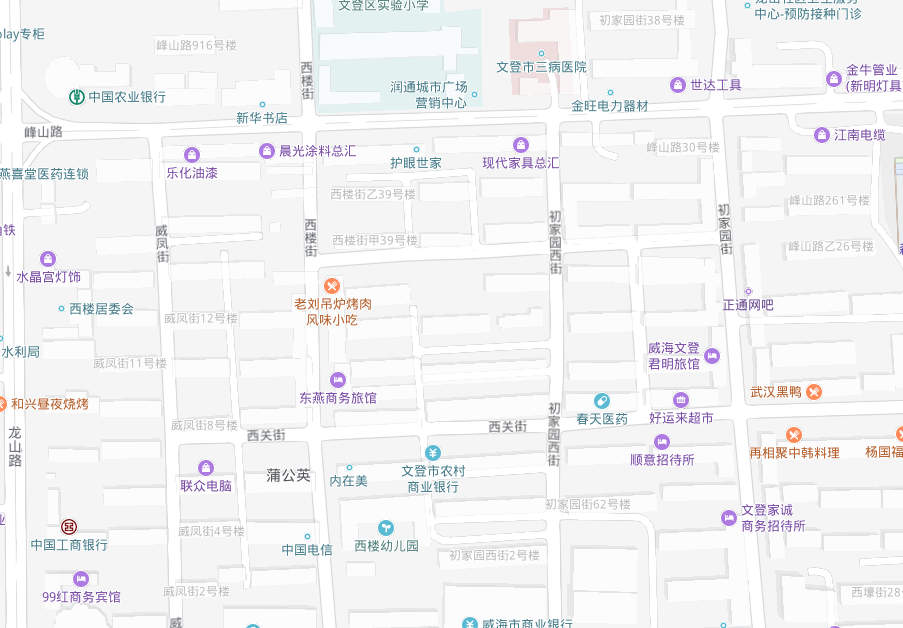 文登区实验小学
初家园街38号楼
龙山社区卫生服务
中心-预防接种门诊
play专柜
峰山路916号楼
西楼街
文登市三病医院
润通城市广场
营销中心
世达工具
金牛管业
(新明灯具
中国农业银行
新华书店
金旺电力器材
峰山路
江南电缆
晨光涂料总汇
乐化油漆
护眼世家
现代家具总汇
峰山路30号楼
燕喜堂医药连锁
西楼街乙39号楼
峰山路261号楼
威凤街
西楼街
西楼街甲39号楼
初家园西街
初家园街
峰山路乙26号楼
油铁
水晶宫灯饰
老刘吊炉烤肉
风味小吃
正通网吧
西楼居委会
威凤街12号楼
水利局
威凤街11号楼
威海文登
君明旅馆
东燕商务旅馆
武汉黑鸭
和兴昼夜烧烤
春天医药
好运来超市
龙山路
威凤街8号楼
西关街
西关街
初家园西街
顺意招待所
再相聚中韩料理
杨国福
联众电脑
蒲公英
内在美
文登市农村
商业银行
初家园街62号楼
文登家诚
商务招待所
中国工商银行
威凤街4号楼
中国电信
西楼幼儿园
初家园西街2号楼
99红商务宾馆
威凤街2号楼
西壕街28
威
威海市商业银行